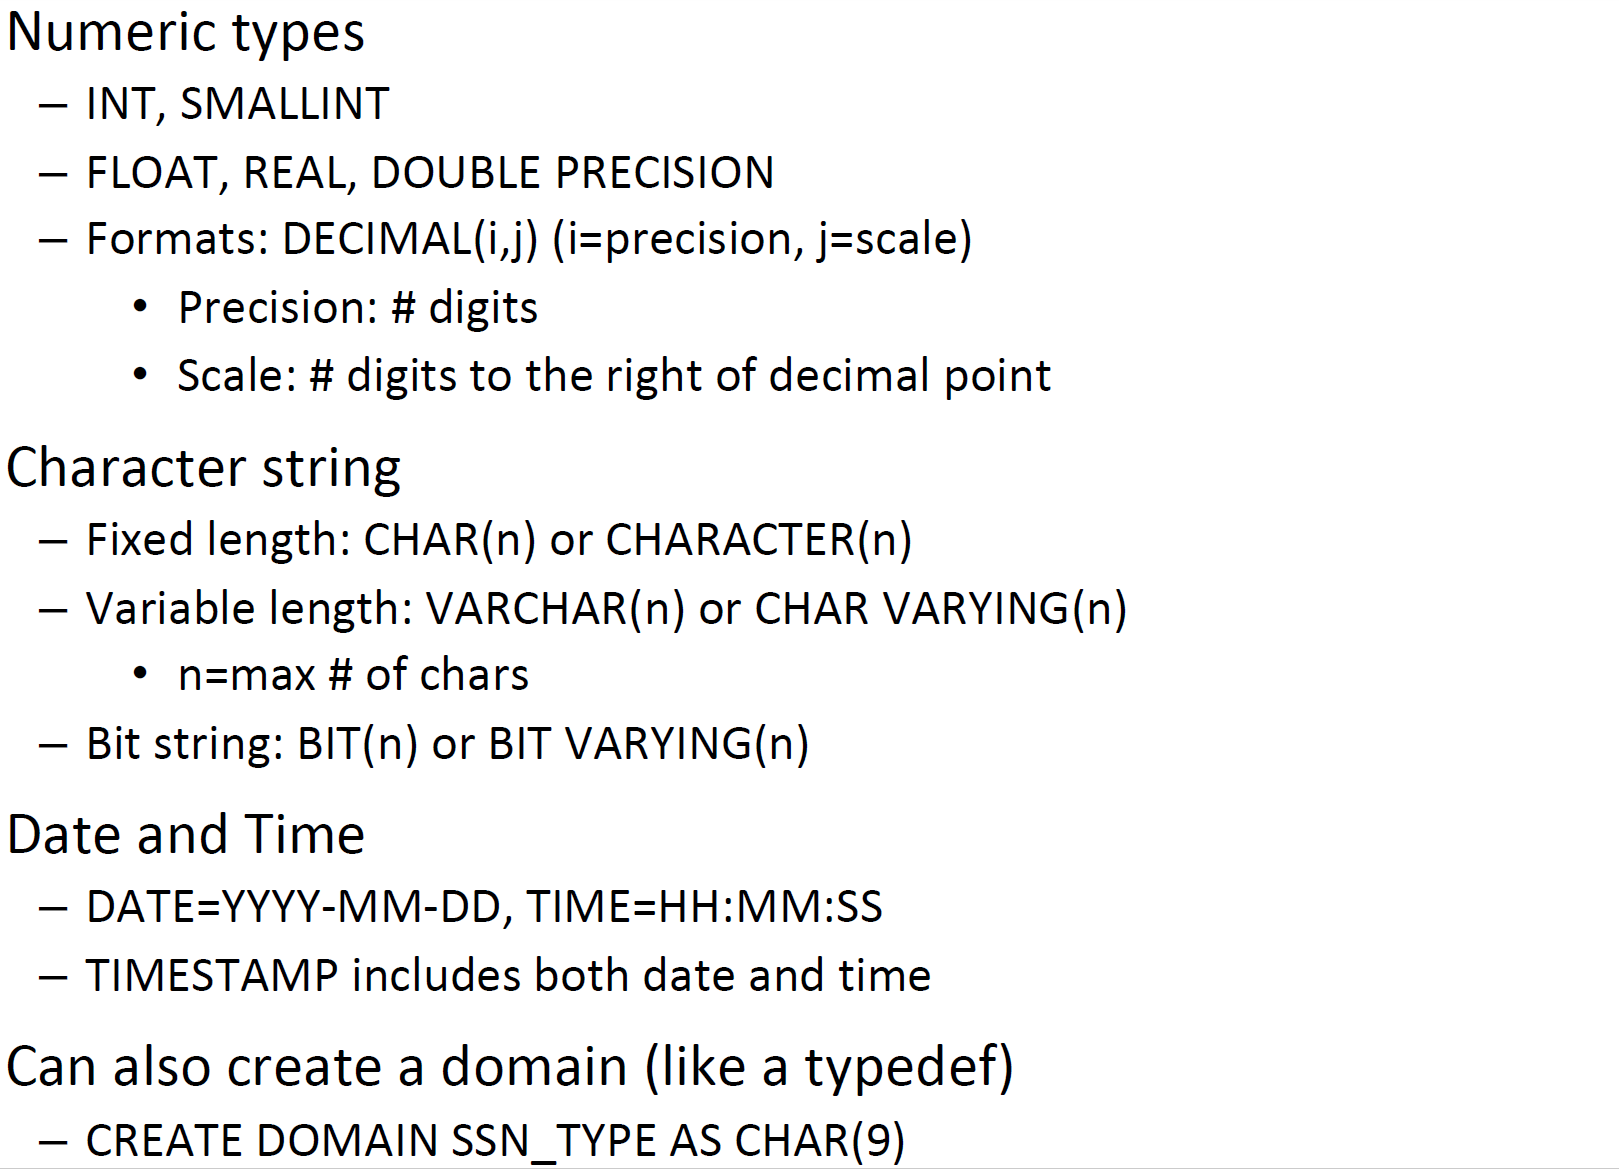 Numeric types
– INT, SMALLINT
– FLOAT, REAL, DOUBLE PRECISION
– Formats: DECIMAL(i,j) (i=precision, j=scale)
• Precision: # digits
• Scale: # digits to the right of decimal point
Character string
– Fixed length: CHAR(n) or CHARACTER(n)
– Variable length: VARCHAR(n) or CHAR VARYING(n)
• n=max # of chars
– Bit string: BIT(n) or BIT VARYING(n)
Date and Time
– DATE=YYYY-MM-DD, TIME=HH:MM:SS
– TIMESTAMP includes both date and time
Can also create a domain (like a typedef)
– CREATE DOMAIN SSN_TYPE AS CHAR(9)